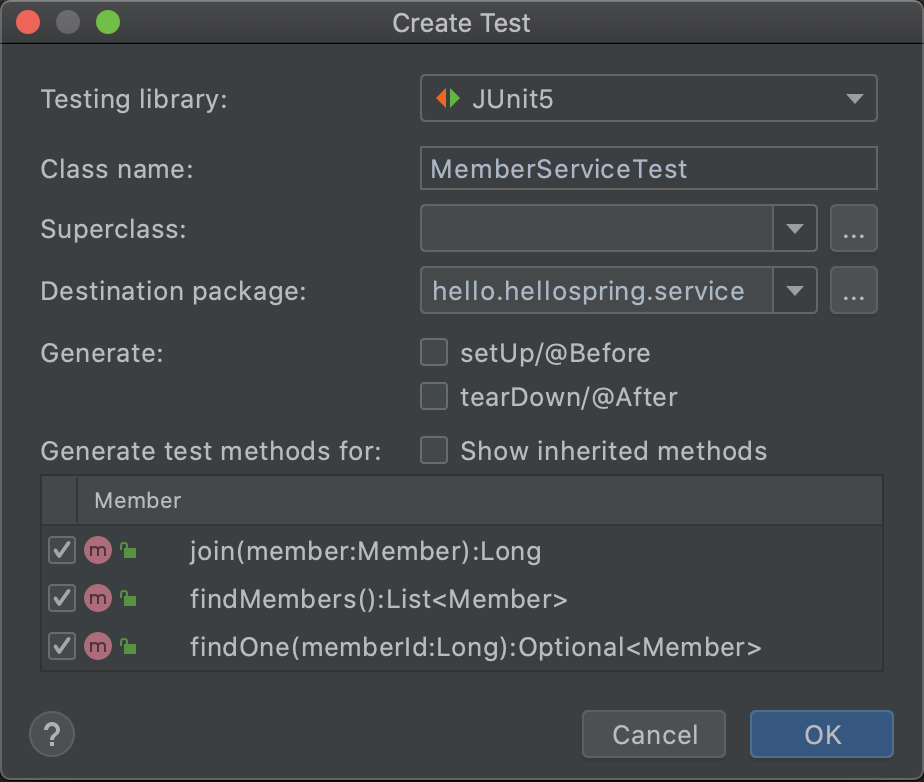 Create Test
Testing library: JUnit5
Class name: MemberServiceTest
Superclass: ...
Destination package: hello.hellospring.service ...
Generate: setUp/@Before
tearDown/@After
Generate test methods for: Show inherited methods
Member
m join(member:Member):Long
m findMembers():List<Member>
m findOne(memberId:Long):Optional<Member>
? Cancel OK